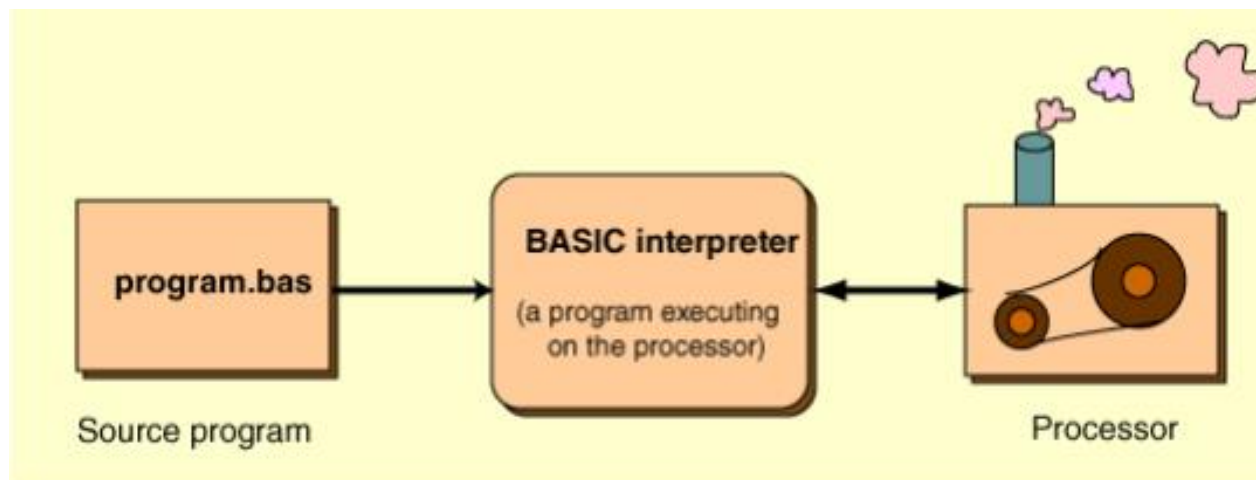 program.bas
Source program
BASIC interpreter
(a program executing
on the processor)
Processor